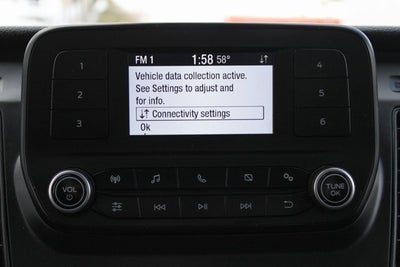 FM 1 1:58 58°
Vehicle data collection active.
See Settings to adjust and
for info.
Connectivity settings
Ok
1
2
3
4
5
6
VOL
TUNE
OK